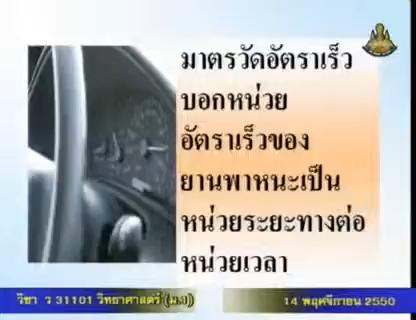 มาตรวัดอัตราเร็ว
บอกหน่วย
อัตราเร็วของ
ยานพาหนะเป็น
หน่วยระยะทางต่อ
หน่วยเวลา
วิชา ว 31101 วิทยาศาสตร์ (ม.1) 14 พฤศจิกายน 2550